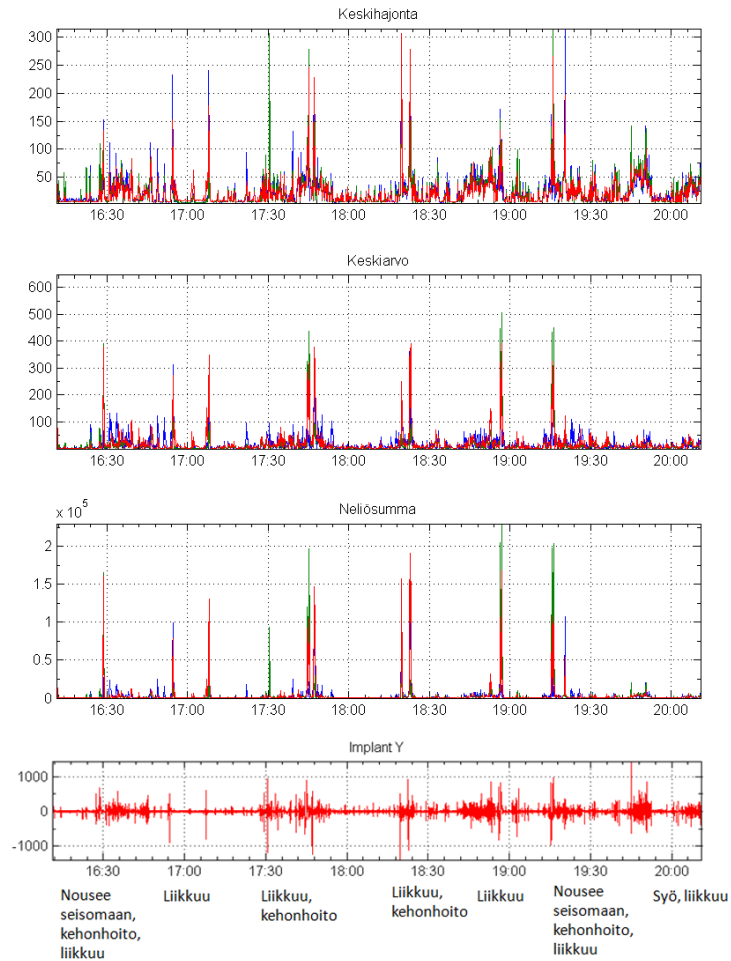 Keskihajonta
300
250
200
150
100
50
16:30 17:00 17:30 18:00 18:30 19:00 19:30 20:00
Keskiarvo
600
500
400
300
200
100
16:30 17:00 17:30 18:00 18:30 19:00 19:30 20:00
Neliösumma
x 10^5
2
1.5
1
0.5
0
16:30 17:00 17:30 18:00 18:30 19:00 19:30 20:00
Implant Y
1000
0
-1000
16:30 17:00 17:30 18:00 18:30 19:00 19:30 20:00
Nousee
seisomaan,
kehonhoito,
liikkuu
Liikkuu
Liikkuu,
kehonhoito
Liikkuu,
kehonhoito
Liikkuu
Nousee
seisomaan,
kehonhoito,
liikkuu
Syö, liikkuu